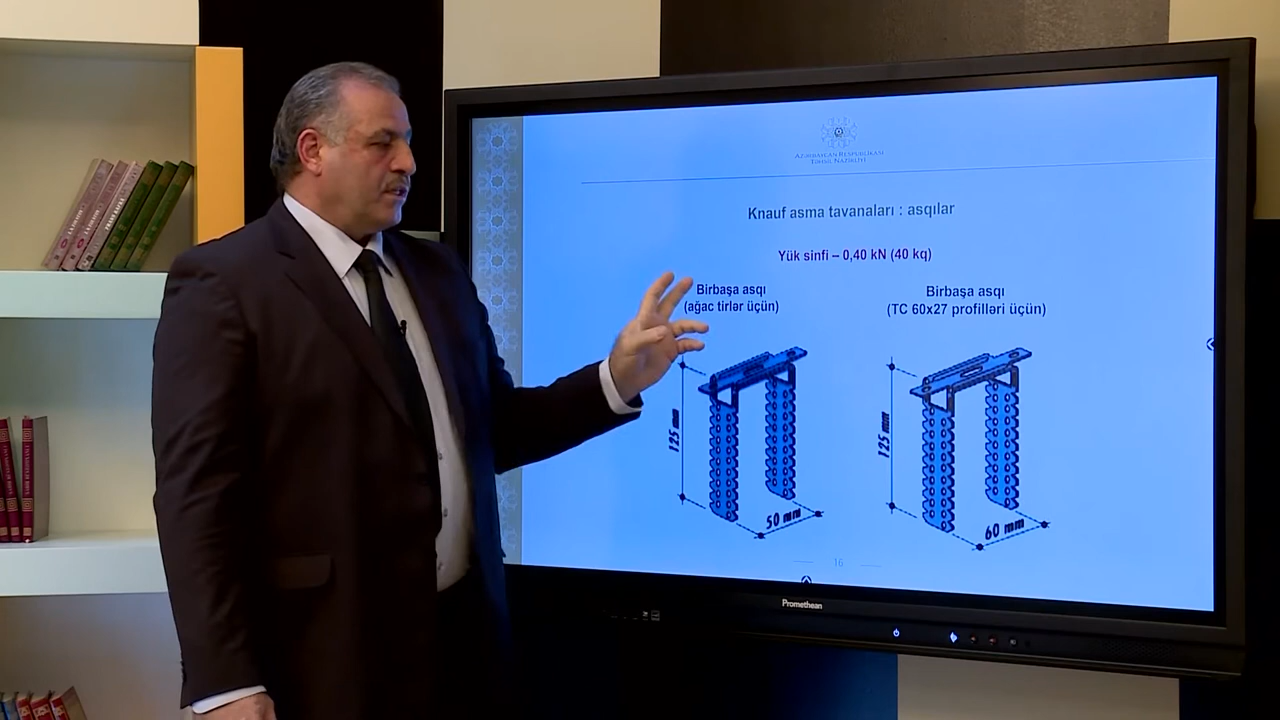 AZƏRBAYCAN RESPUBLİKASI
TƏHSİL NAZİRLİYİ
Knauf asma tavanaları : asqılar
Yük sinfi – 0,40 kN (40 kq)
Birbaşa asqı
(ağac tirlər üçün)
Birbaşa asqı
(TC 60x27 profilləri üçün)
125 mm
50 mm
125 mm
60 mm
16
Promethean